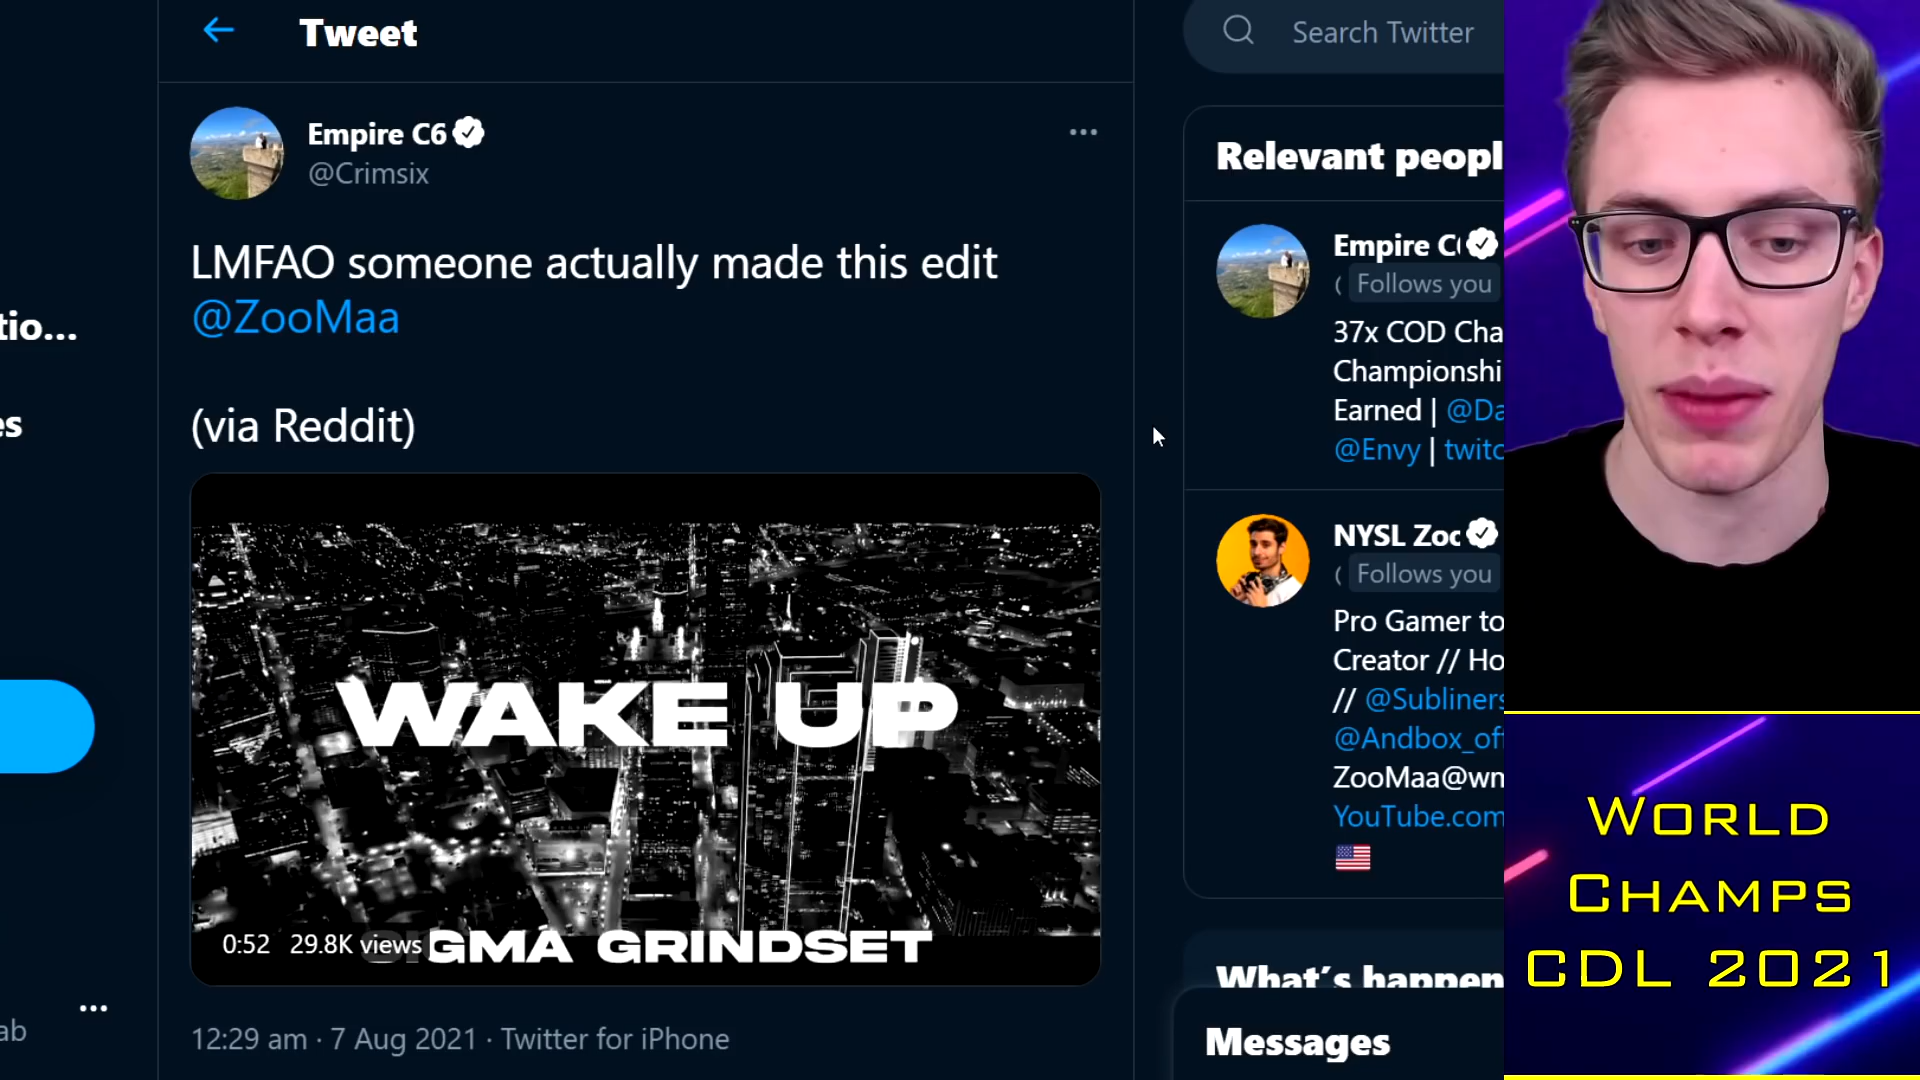 Tweet
Search Twitter
Empire C6
@Crimsix
LMFAO someone actually made this edit
@ZooMaa
(via Reddit)
WAKE UP
0:52 29.8K views
GMA GRINDSET
12:29 am · 7 Aug 2021 · Twitter for iPhone
tio...
es
ab
Relevant peopl
Empire C
Follows you
37x COD Cha
Championshi
Earned | @Da
@Envy | twitc
NYSL Zoo
Follows you
Pro Gamer to
Creator // Ho
// @Subliners
@Andbox_of
ZooMaa@wm
YouTube.com
What's happen
Messages
WORLD
CHAMPS
CDL 2021